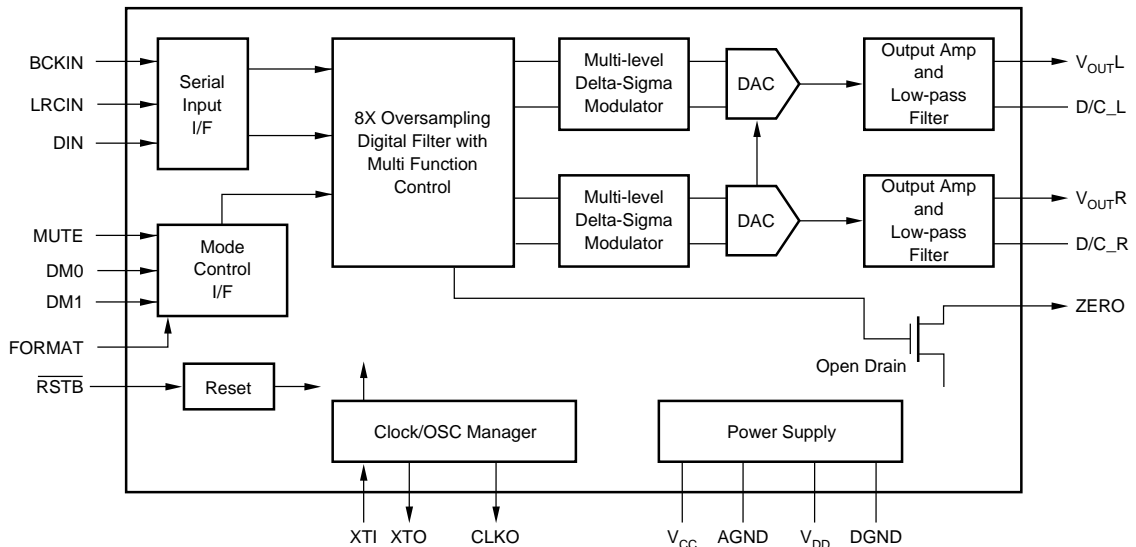 BCKIN
LRCIN
DIN
Serial
Input
I/F
8X Oversampling
Digital Filter with
Multi Function
Control
Multi-level
Delta-Sigma
Modulator
DAC
Output Amp
and
Low-pass
Filter
VOUTL
D/C_L
Multi-level
Delta-Sigma
Modulator
DAC
Output Amp
and
Low-pass
Filter
VOUTR
D/C_R
MUTE
DM0
DM1
FORMAT
Mode
Control
I/F
ZERO
Open Drain
RSTB
Reset
Clock/OSC Manager
Power Supply
XTI
XTO
CLKO
VCC
AGND
VDD
DGND